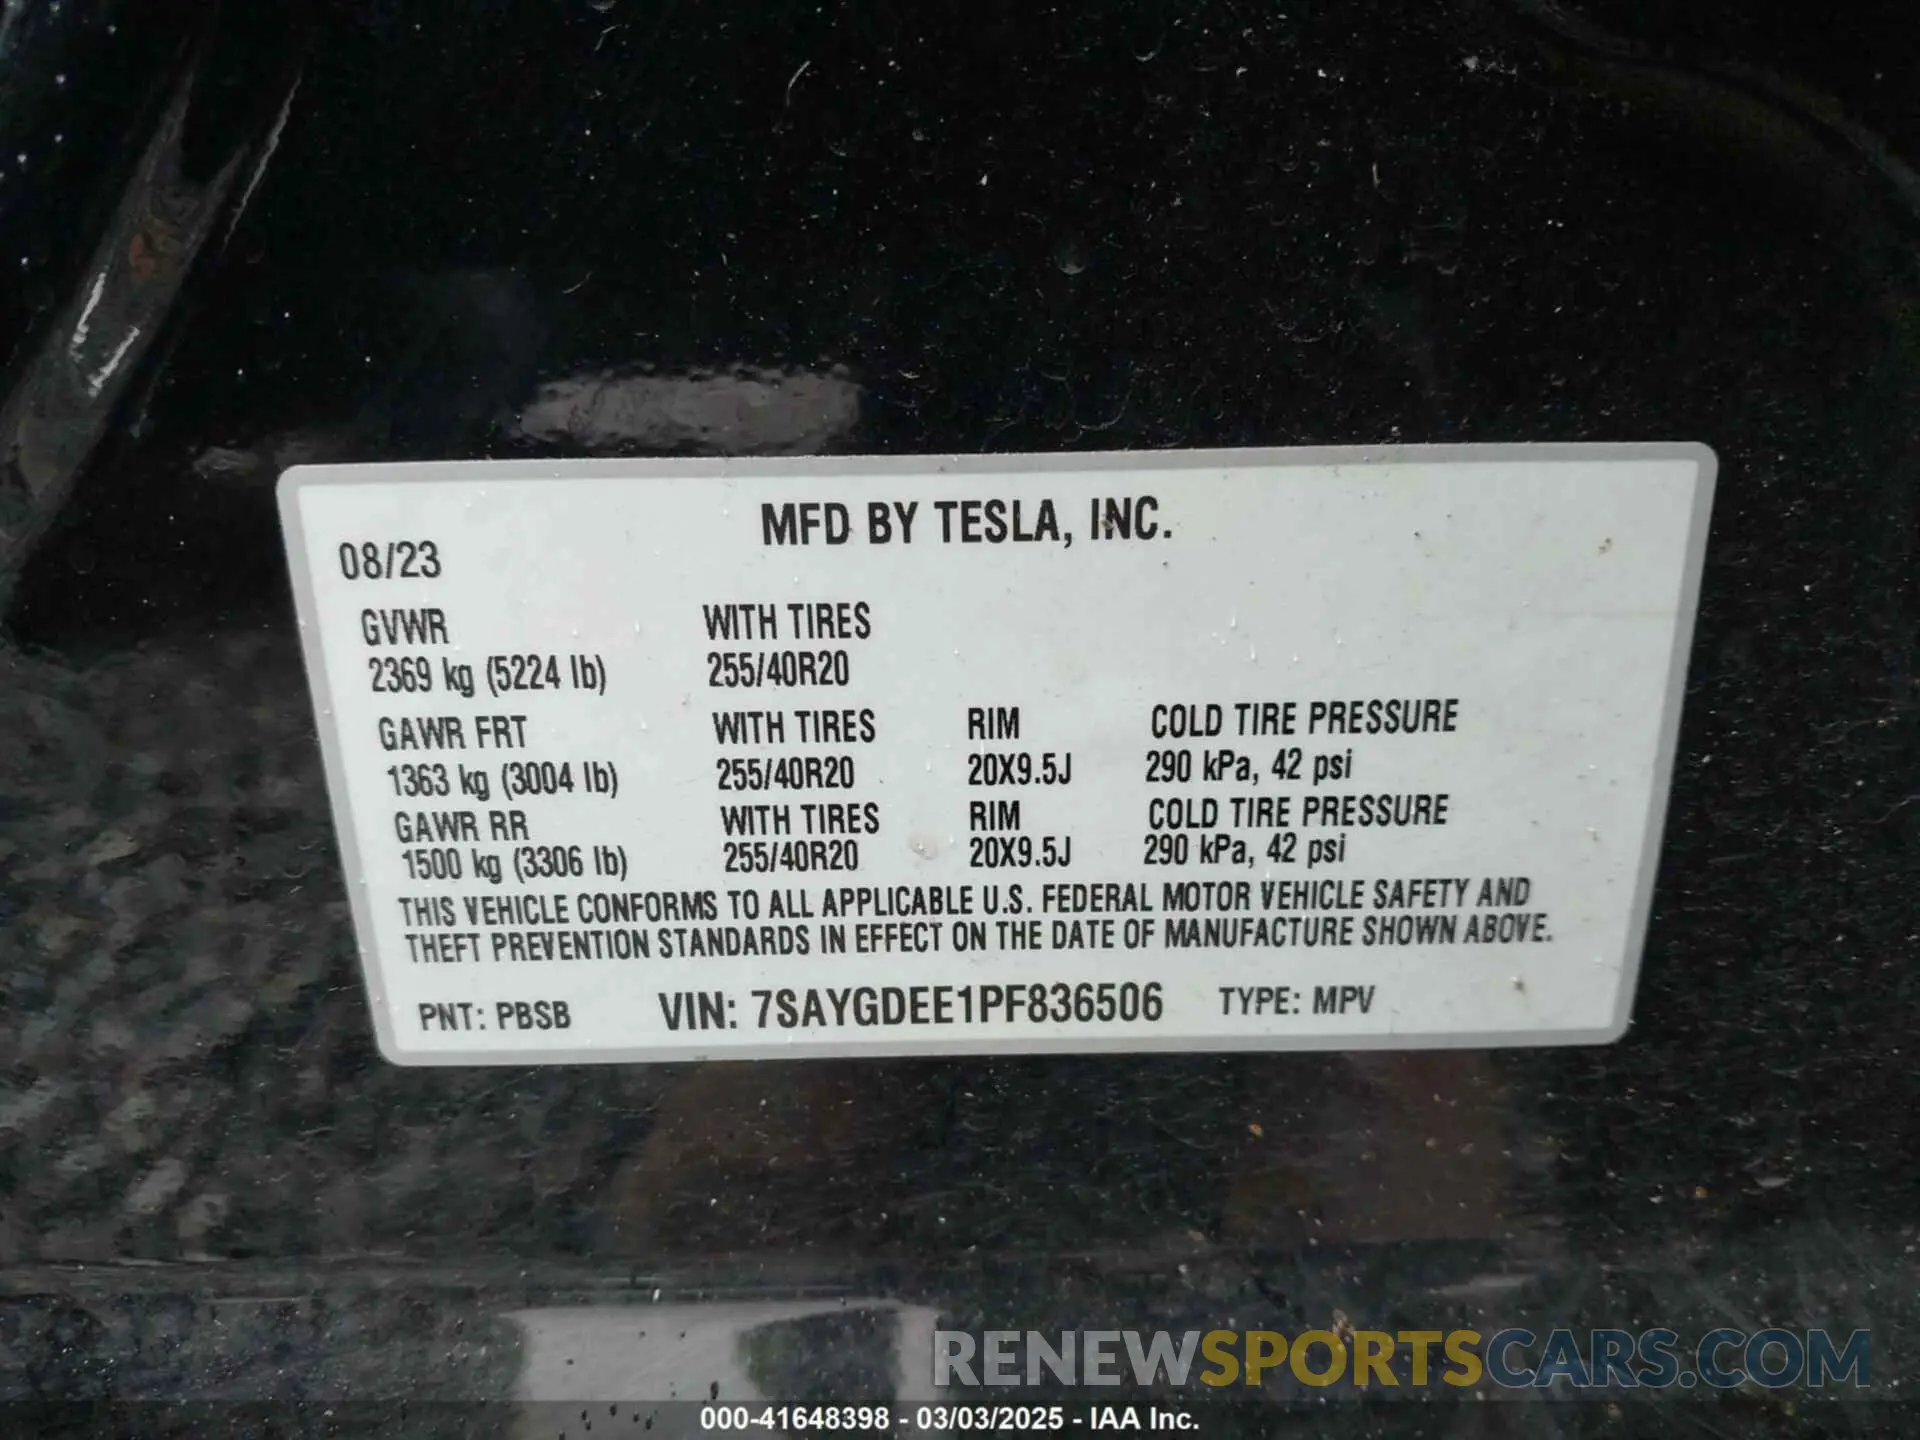 MFD BY TESLA, INC.
08/23
GVWR WITH TIRES
2369 kg (5224 lb) 255/40R20
GAWR FRT WITH TIRES RIM COLD TIRE PRESSURE
1363 kg (3004 lb) 255/40R20 20X9.5J 290 kPa, 42 psi
GAWR RR WITH TIRES RIM COLD TIRE PRESSURE
1500 kg (3306 lb) 255/40R20 20X9.5J 290 kPa, 42 psi
THIS VEHICLE CONFORMS TO ALL APPLICABLE U.S. FEDERAL MOTOR VEHICLE SAFETY AND
THEFT PREVENTION STANDARDS IN EFFECT ON THE DATE OF MANUFACTURE SHOWN ABOVE.
PNT: PBSB VIN: 7SAYGDEE1PF836506 TYPE: MPV
RENEWSPORTSCARS.COM
000-41648398 - 03/03/2025 - IAA Inc.